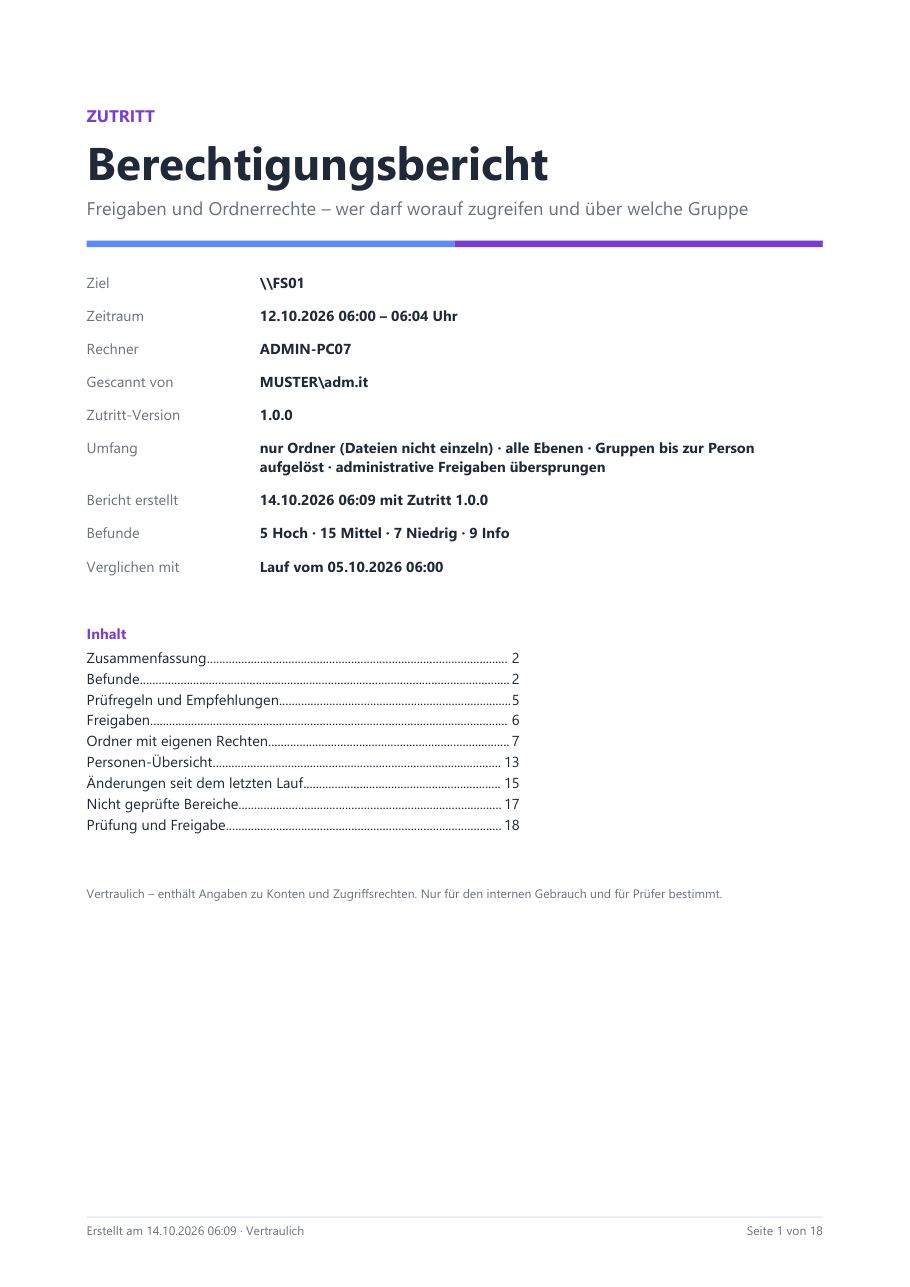 ZUTRITT
Berechtigungsbericht
Freigaben und Ordnerrechte – wer darf worauf zugreifen und über welche Gruppe
Ziel \\FS01
Zeitraum 12.10.2026 06:00 – 06:04 Uhr
Rechner ADMIN-PC07
Gescannt von MUSTER\adm.it
Zutritt-Version 1.0.0
Umfang nur Ordner (Dateien nicht einzeln) · alle Ebenen · Gruppen bis zur Person
aufgelöst · administrative Freigaben übersprungen
Bericht erstellt 14.10.2026 06:09 mit Zutritt 1.0.0
Befunde 5 Hoch · 15 Mittel · 7 Niedrig · 9 Info
Verglichen mit Lauf vom 05.10.2026 06:00
Inhalt
Zusammenfassung 2
Befunde 2
Prüfregeln und Empfehlungen 5
Freigaben 6
Ordner mit eigenen Rechten 7
Personen-Übersicht 13
Änderungen seit dem letzten Lauf 15
Nicht geprüfte Bereiche 17
Prüfung und Freigabe 18
Vertraulich – enthält Angaben zu Konten und Zugriffsrechten. Nur für den internen Gebrauch und für Prüfer bestimmt.
Erstellt am 14.10.2026 06:09 · Vertraulich Seite 1 von 18